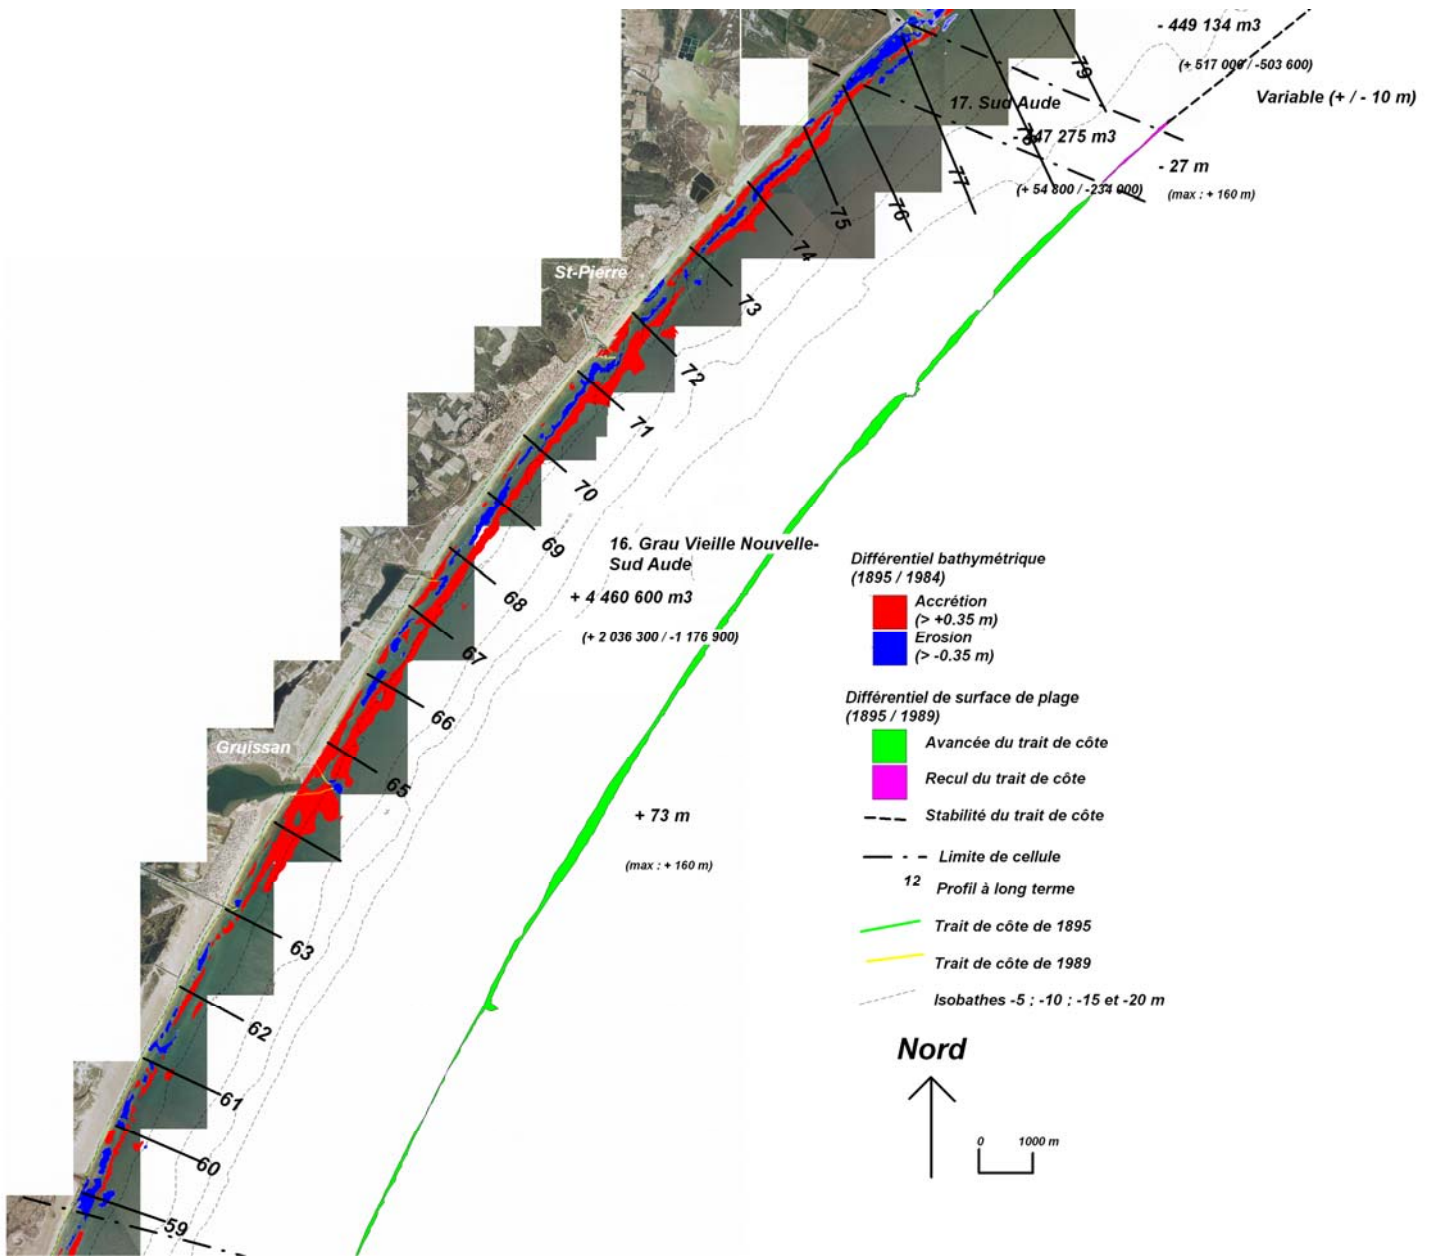 - 449 134 m3
(+ 517 000 / -503 600)
Variable (+ / - 10 m)
79
17. Sud Aude
78
147 275 m3
- 27 m
(+ 54 800 / -234 000)
(max : + 160 m)
77
76
75
74
St-Pierre
73
72
71
70
69
16. Grau Vieille Nouvelle-
Sud Aude
68
+ 4 460 600 m3
(+ 2 036 300 / -1 176 900)
67
66
Gruissan
65
+ 73 m
(max : + 160 m)
63
62
61
60
59
Différentiel bathymétrique
(1895 / 1984)
Accrétion
(> +0.35 m)
Erosion
(> -0.35 m)
Différentiel de surface de plage
(1895 / 1989)
Avancée du trait de côte
Recul du trait de côte
Stabilité du trait de côte
Limite de cellule
12 Profil à long terme
Trait de côte de 1895
Trait de côte de 1989
Isobathes -5 ; -10 ; -15 et -20 m
Nord
0 1000 m